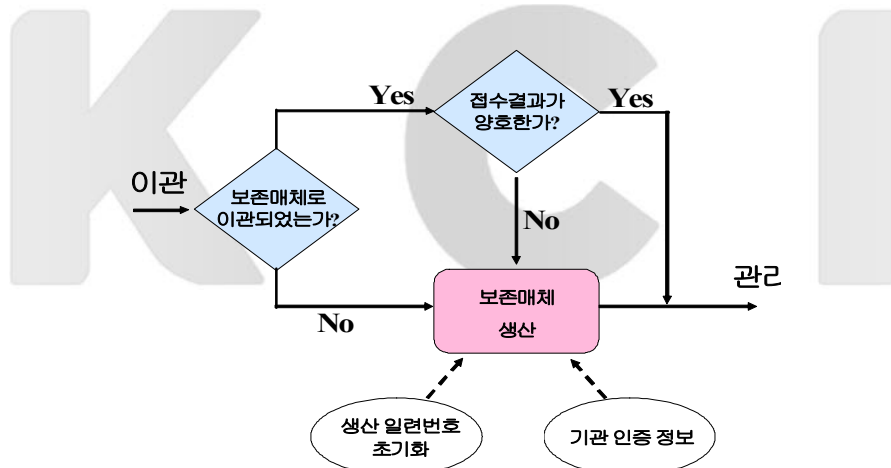 K C I
Yes
접수결과가
양호한가?
Yes
이관
보존매체로
이관되었는가?
No
관리
보존매체
생산
No
생산 일련번호
초기화
기관 인증 정보